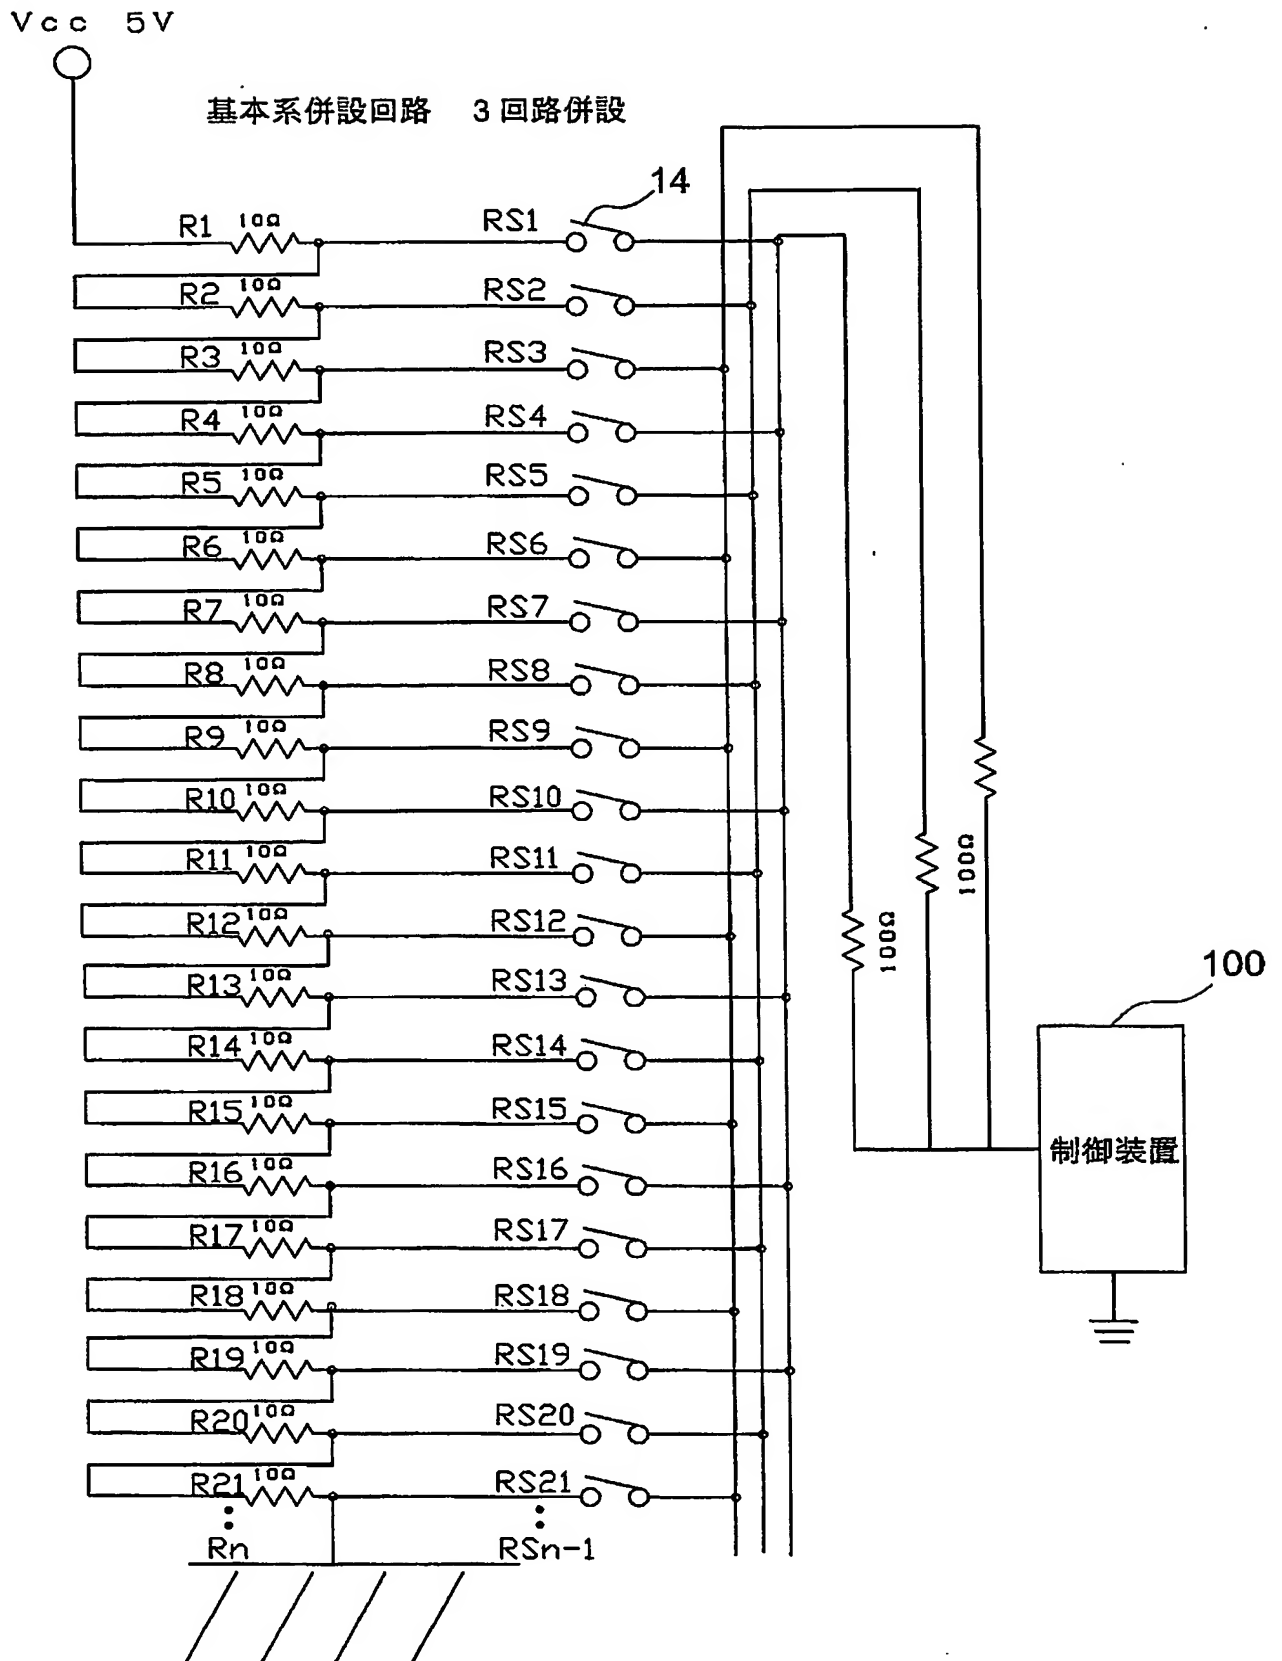 Vcc 5V
基本系併設回路 3回路併設
14
R1 10Ω RS1
R2 10Ω RS2
R3 10Ω RS3
R4 10Ω RS4
R5 10Ω RS5
R6 10Ω RS6
R7 10Ω RS7
R8 10Ω RS8
R9 10Ω RS9
R10 10Ω RS10
R11 10Ω RS11
R12 10Ω RS12
R13 10Ω RS13
R14 10Ω RS14
R15 10Ω RS15
R16 10Ω RS16
R17 10Ω RS17
R18 10Ω RS18
R19 10Ω RS19
R20 10Ω RS20
R21 10Ω RS21
Rn RSn-1
100Ω
100Ω
100
制御装置